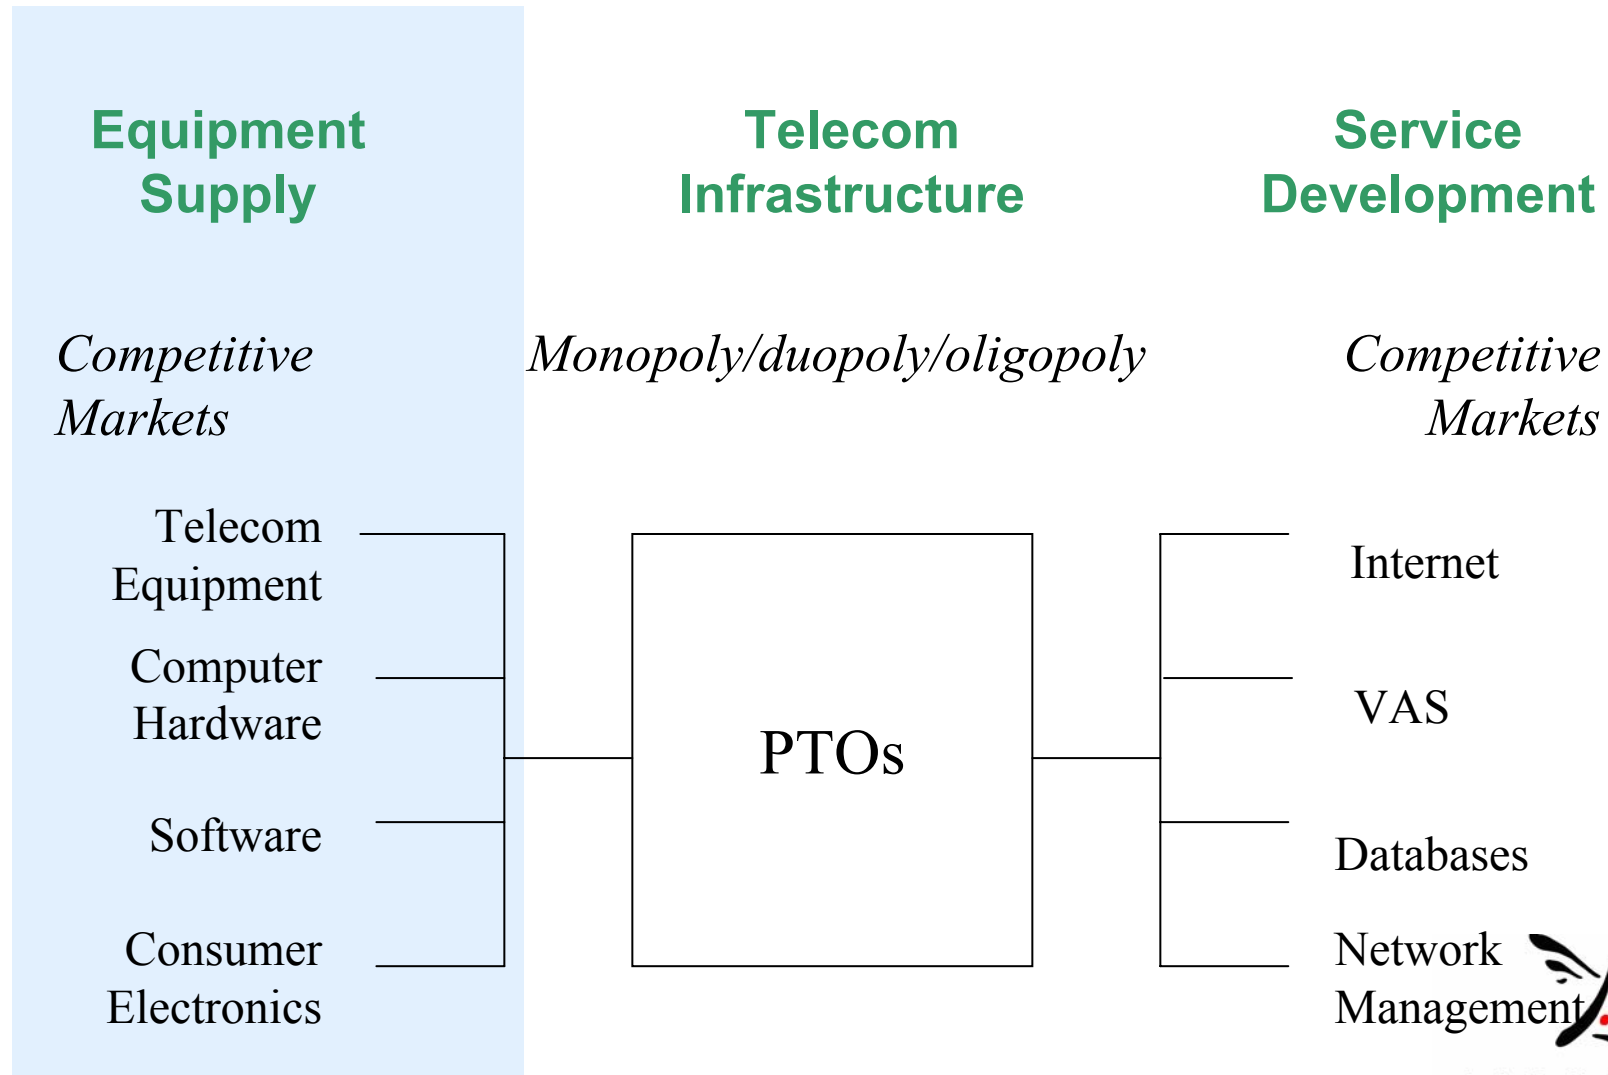 Equipment
Supply
Telecom
Infrastructure
Service
Development
Competitive
Markets
Monopoly/duopoly/oligopoly
Competitive
Markets
Telecom
Equipment
Computer
Hardware
Software
Consumer
Electronics
PTOs
Internet
VAS
Databases
Network
Management